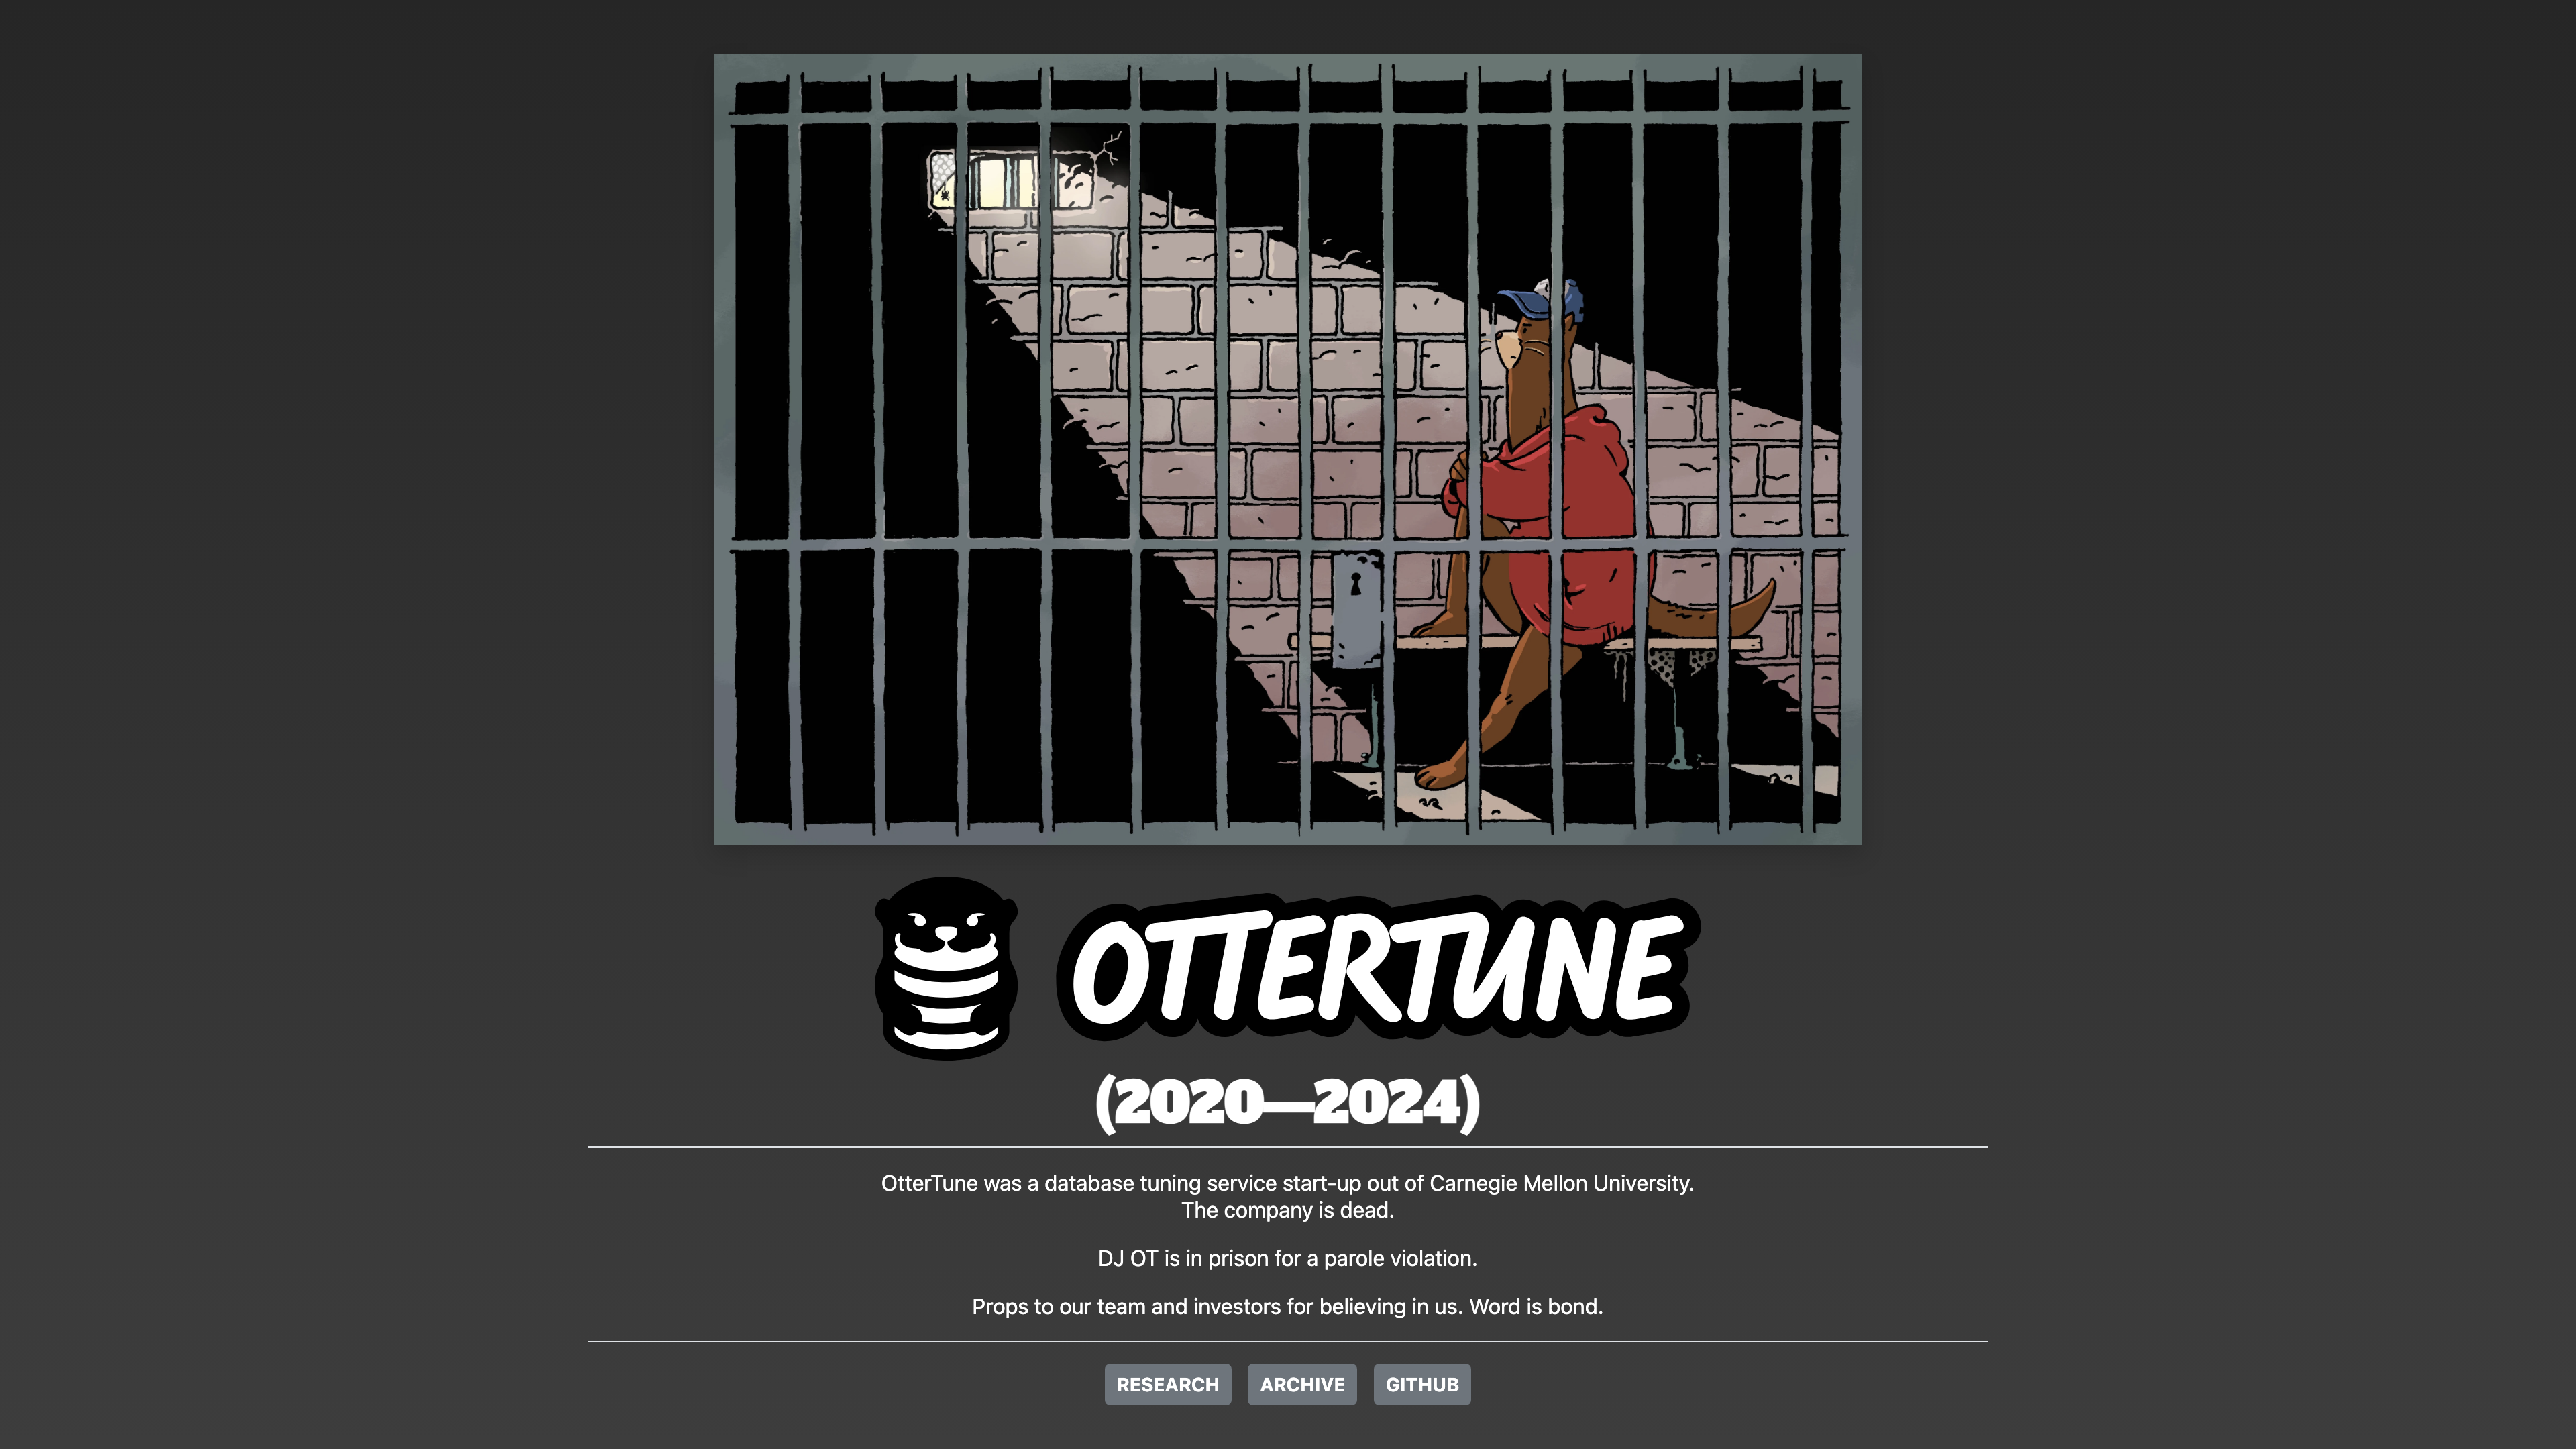 OTTERTUNE
(2020—2024)
OtterTune was a database tuning service start-up out of Carnegie Mellon University.
The company is dead.
DJ OT is in prison for a parole violation.
Props to our team and investors for believing in us. Word is bond.
RESEARCH
ARCHIVE
GITHUB